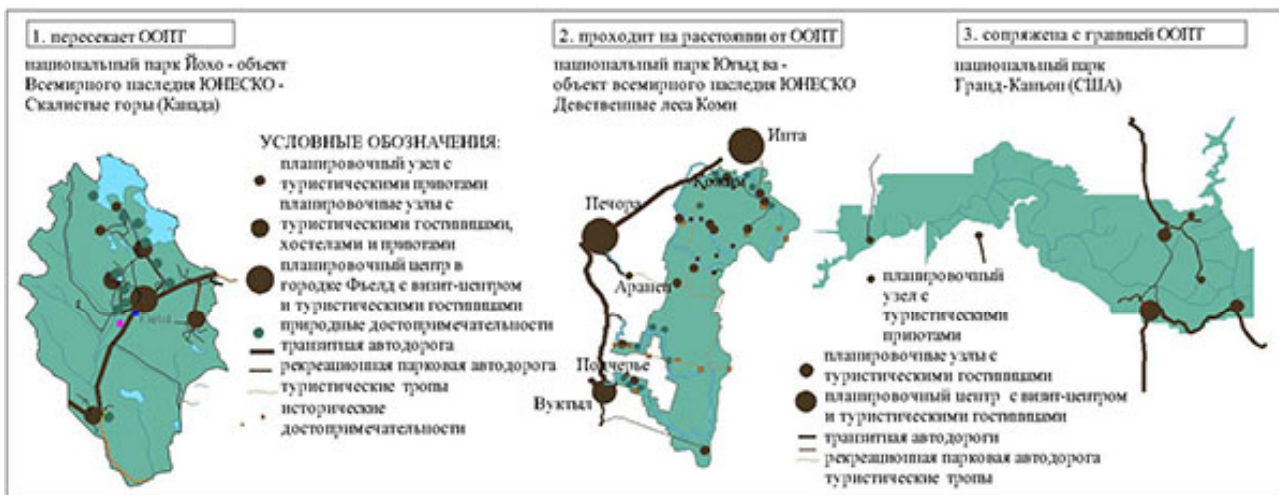 1. пересекает ООПТ
национальный парк Йохо - объект
Всемирного наследия ЮНЕСКО -
Скалистые горы (Канада)
УСЛОВНЫЕ ОБОЗНАЧЕНИЯ:
планировочный узел с
туристическими приютами
планировочные узлы с
туристическими гостиницами,
хостелами и приютами
планировочный центр в
городке Фьелд с визит-центром
и туристическими гостиницами
природные достопримечательности
транзитная автодорога
рекреационная парковая автодорога
туристические тропы
исторические
достопримечательности
2. проходит на расстоянии от ООПТ
национальный парк Югыд ва -
объект всемирного наследия ЮНЕСКО
Девственные леса Коми
Инта
Печора
Аранец
Подчерье
Вуктыл
3. сопряжена с границей ООПТ
национальный парк
Гранд-Каньон (США)
планировочный
узел с
туристическими
приютами
планировочные узлы с
туристическими гостиницами
планировочный центр с визит-центром
и туристическими гостиницами
транзитная автодороги
рекреационная парковая автодорога
туристические тропы